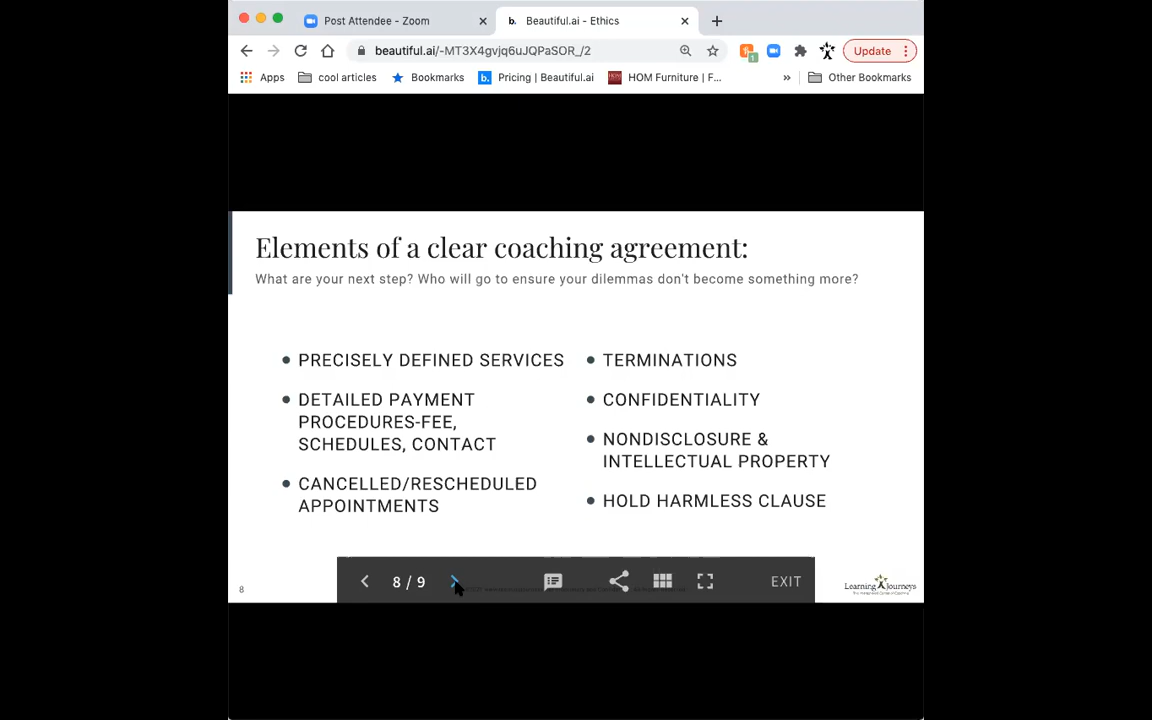 Post Attendee - Zoom
b. Beautiful.ai - Ethics
beautiful.ai/-MT3X4gvjq6uJQPaSOR_/2
1
Update
Apps
cool articles
Bookmarks
b. Pricing | Beautiful.ai
HOM Furniture | F...
»
Other Bookmarks
Elements of a clear coaching agreement:
What are your next step? Who will go to ensure your dilemmas don't become something more?
PRECISELY DEFINED SERVICES
DETAILED PAYMENT
PROCEDURES-FEE,
SCHEDULES, CONTACT
CANCELLED/RESCHEDULED
APPOINTMENTS
TERMINATIONS
CONFIDENTIALITY
NONDISCLOSURE &
INTELLECTUAL PROPERTY
HOLD HARMLESS CLAUSE
8 / 9
EXIT
8
Learning Journeys